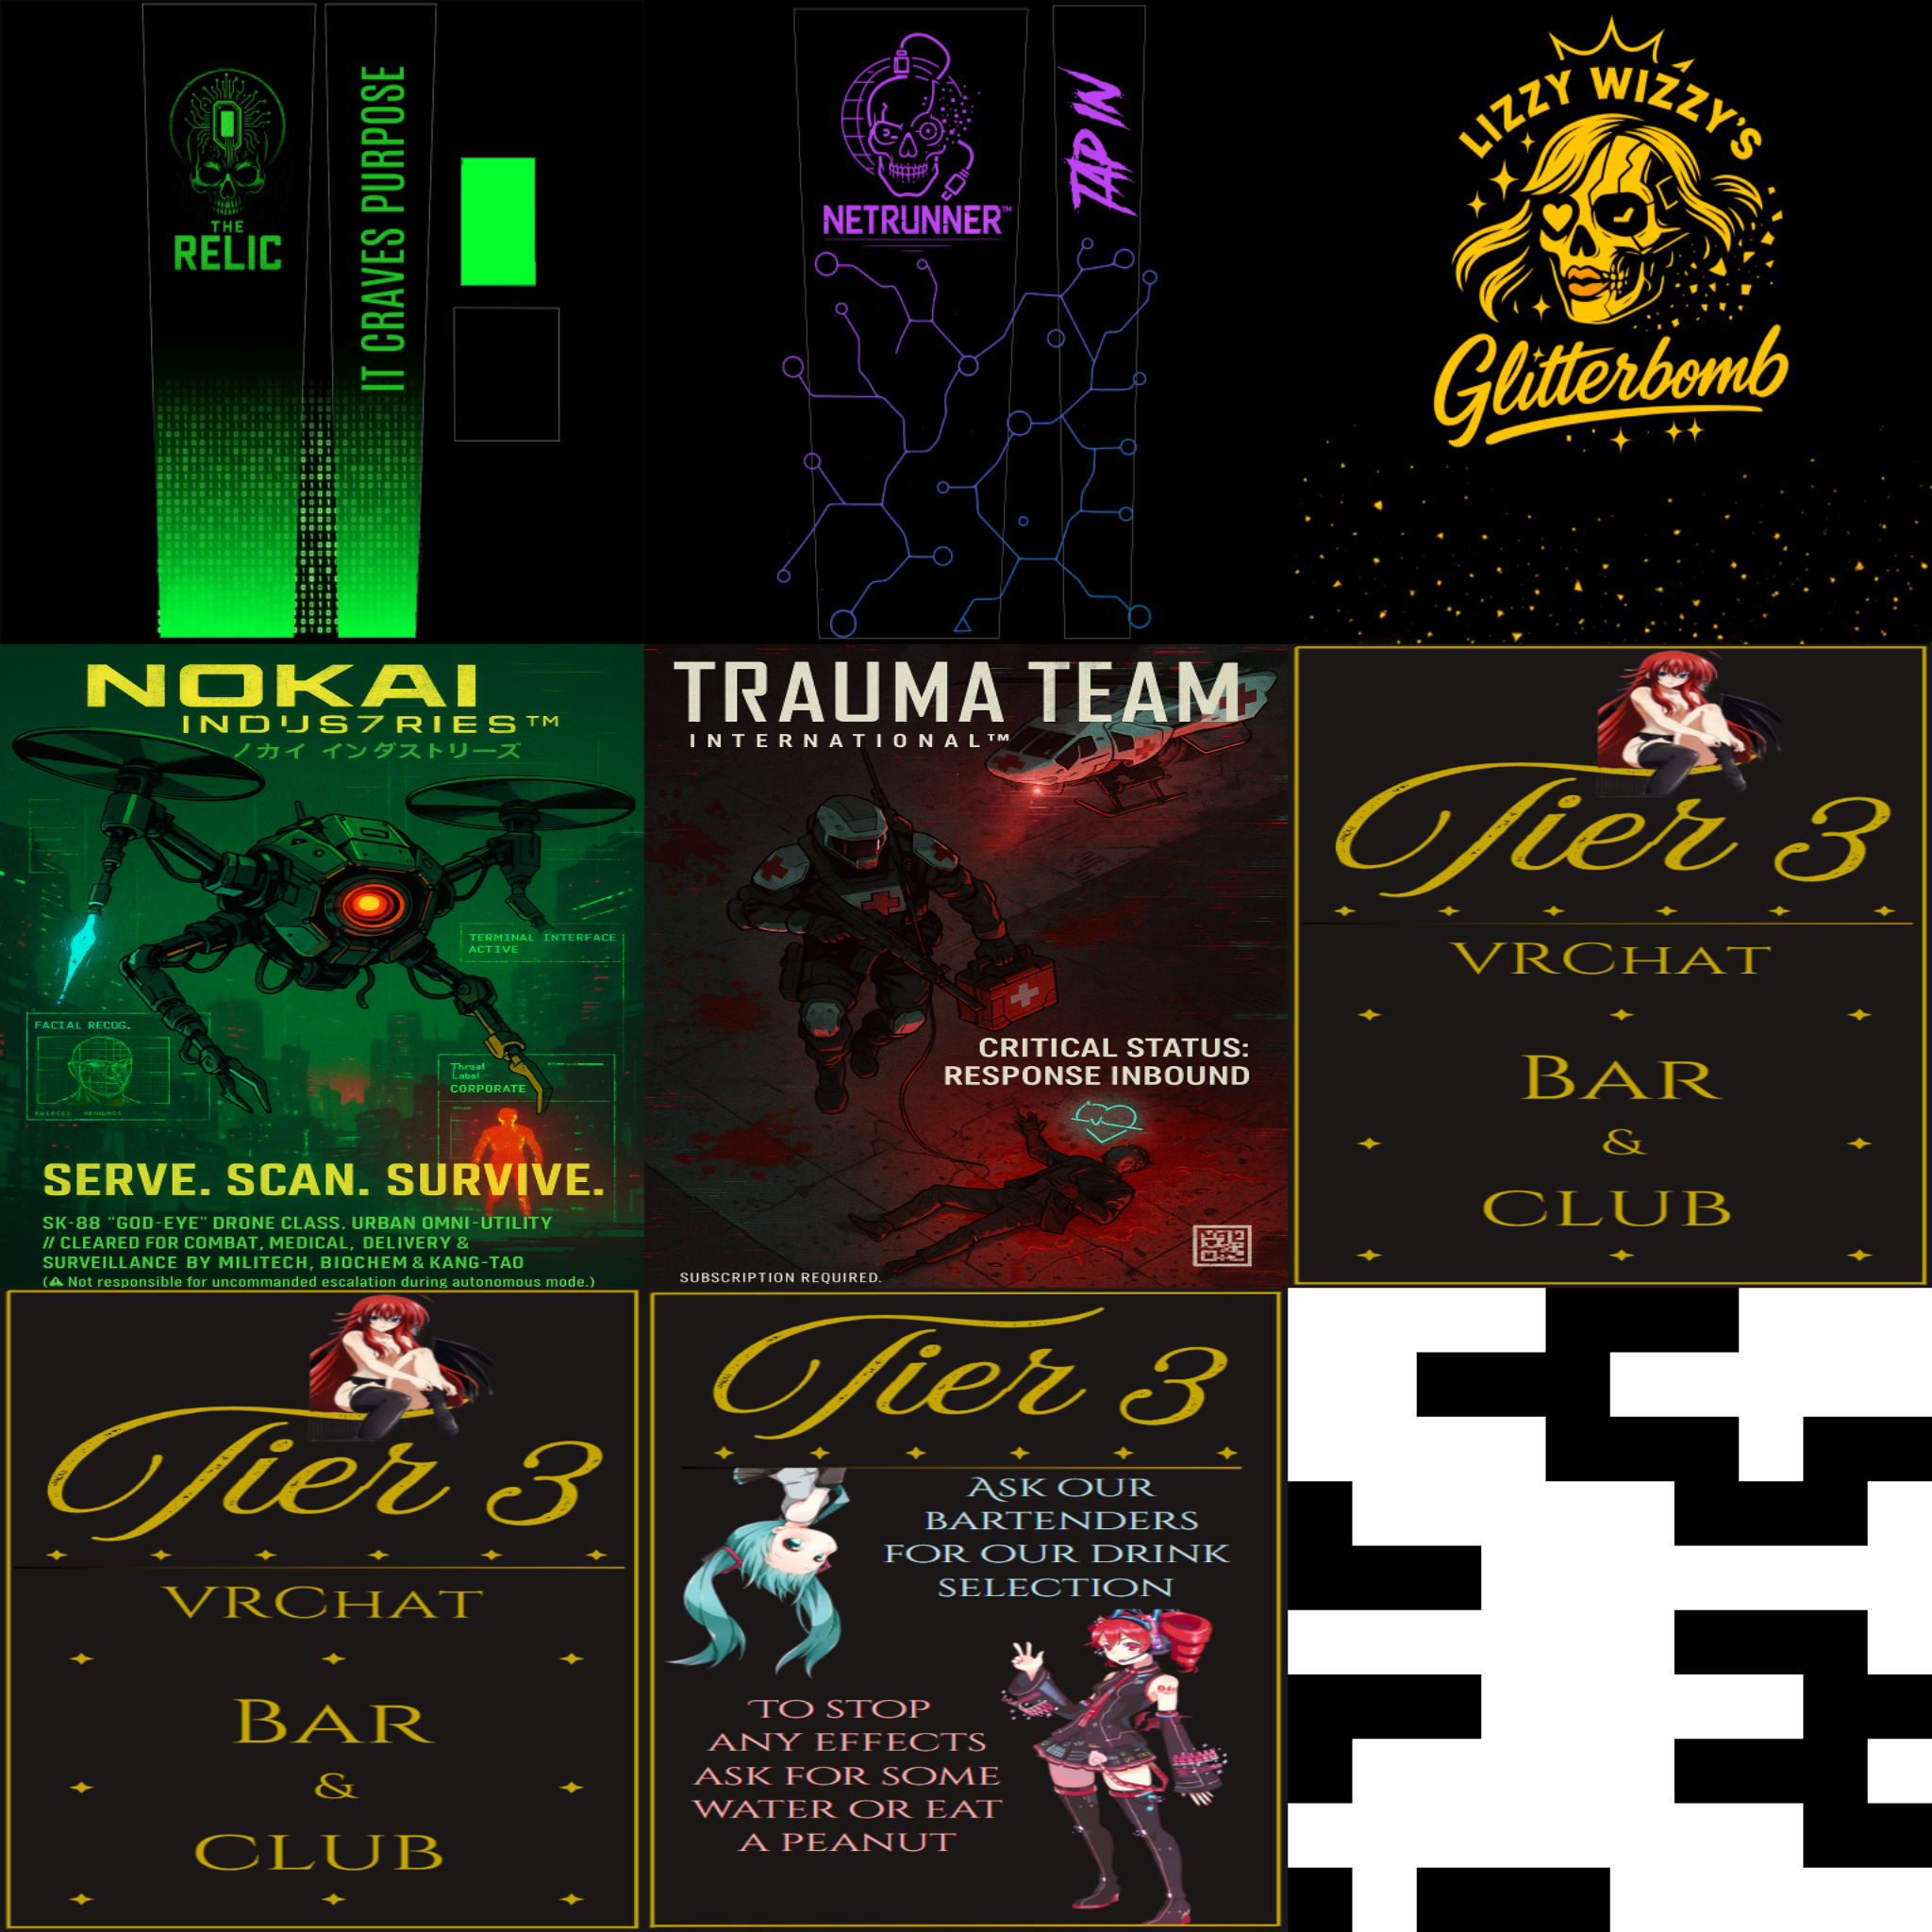 THE
RELIC
IT CRAVES PURPOSE
NETRUNNER™
TAP IN
LIZZY WIZZY'S
Glitterbomb
NOKAI
INDUS7RIES™
ノカイ インダストリーズ
TERMINAL INTERFACE
ACTIVE
FACIAL RECOG.
CORPORATE
SERVE. SCAN. SURVIVE.
SK-88 "GOD-EYE" DRONE CLASS. URBAN OMNI-UTILITY
// CLEARED FOR COMBAT, MEDICAL, DELIVERY &
SURVEILLANCE BY MILITECH, BIOCHEM & KANG-TAO
(⚠ Not responsible for uncommanded escalation during autonomous mode.)
TRAUMA TEAM
INTERNATIONAL™
CRITICAL STATUS:
RESPONSE INBOUND
SUBSCRIPTION REQUIRED.
Tier 3
VRCHAT
BAR
&
CLUB
Tier 3
VRCHAT
BAR
&
CLUB
Tier 3
ASK OUR
BARTENDERS
FOR OUR DRINK
SELECTION
TO STOP
ANY EFFECTS
ASK FOR SOME
WATER OR EAT
A PEANUT